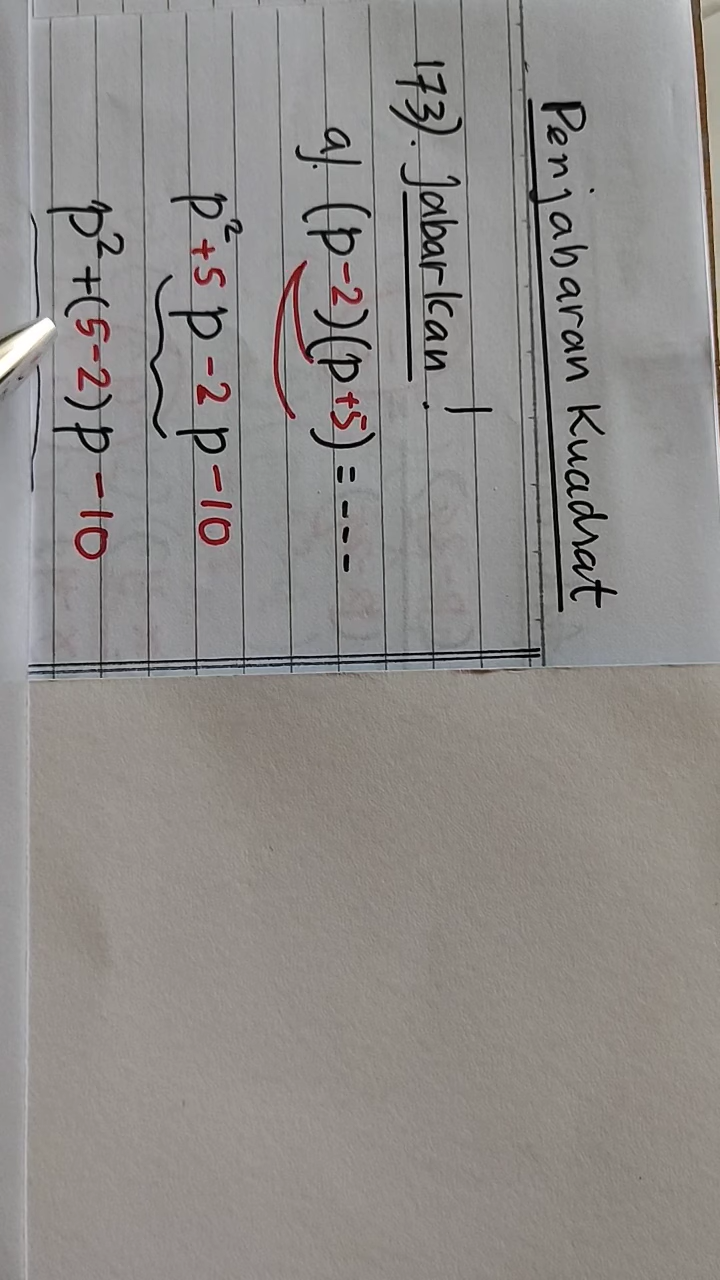 Penjabaran Kuadrat
173). Jabarkan!
a). (p-2)(p+5)=---
p²+5p-2p-10
p²+(5-2)p-10